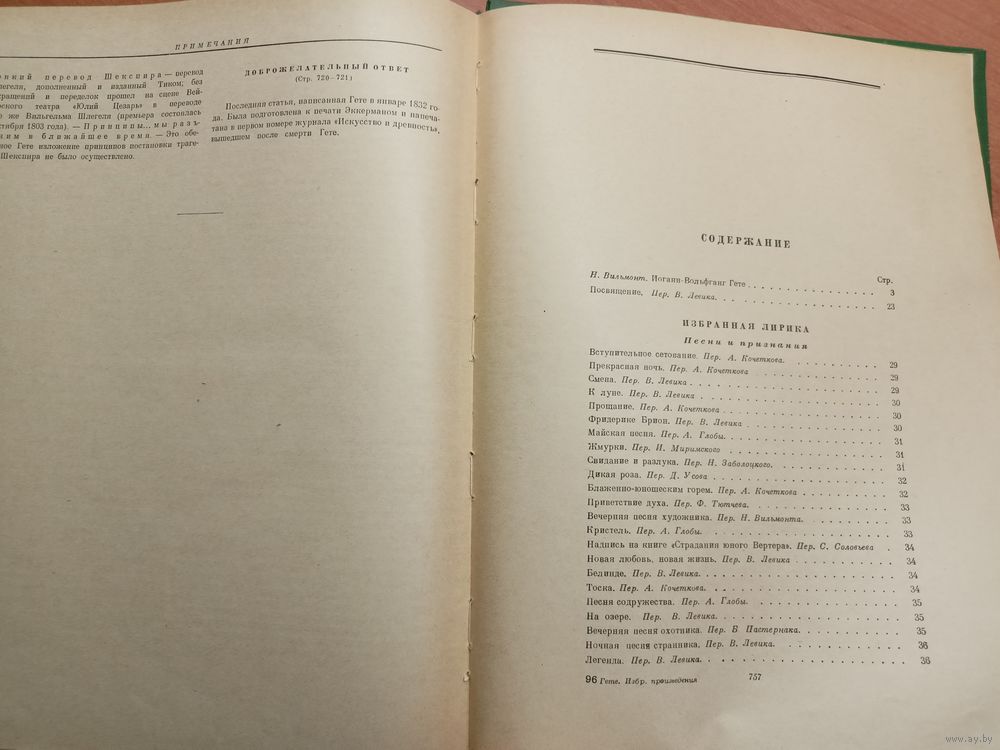 ПРИМЕЧАНИЯ
перевод Шекспира — перевод
дополненный и изданный Тиком; без
и переделок прошел на сцене Вей-
театра «Юлий Цезарь» в переводе
же Вильгельма Шлегеля (премьера состоялась
1803 года). — Принципы... мы разъ-
в ближайшее время. — Это обе-
Гете изложение принципов постановки траге-
Шекспира не было осуществлено.
ДОБРОЖЕЛАТЕЛЬНЫЙ ОТВЕТ
(Стр. 720—721)
Последняя статья, написанная Гете в январе 1832 го-
да. Была подготовлена к печати Эккерманом и напеча-
тана в первом номере журнала «Искусство и древность»,
вышедшем после смерти Гете.
СОДЕРЖАНИЕ
Стр.
Н. Вильмонт. Иоганн-Вольфганг Гете . . . . . . . . . . . . . . 3
Посвящение. Пер. В. Левика. . . . . . . . . . . . . . . . . 23
ИЗБРАННАЯ ЛИРИКА
Песни и признания
Вступительное сетование. Пер. А. Кочеткова. . . . . . . . . 29
Прекрасная ночь. Пер. А. Кочеткова . . . . . . . . . . . . 29
Смена. Пер. В. Левика . . . . . . . . . . . . . . . . . . . 29
К луне. Пер. В. Левика . . . . . . . . . . . . . . . . . . 30
Прощание. Пер. А. Кочеткова . . . . . . . . . . . . . . . . 30
Фридерике Брион. Пер. В. Левика . . . . . . . . . . . . . . 30
Майская песня. Пер. А. Глобы. . . . . . . . . . . . . . . . 31
Жмурки. Пер. И. Миримского . . . . . . . . . . . . . . . . 31
Свидание и разлука. Пер. Н. Заболоцкого. . . . . . . . . . 31
Дикая роза. Пер. Д. Усова . . . . . . . . . . . . . . . . . 32
Блаженно-юношеским горем. Пер. А. Кочеткова . . . . . . . . 32
Приветствие духа. Пер. Ф. Тютчева. . . . . . . . . . . . . 33
Вечерняя песня художника. Пер. Н. Вильмонта. . . . . . . . 33
Кристель. Пер. А. Глобы. . . . . . . . . . . . . . . . . . 33
Надпись на книге «Страдания юного Вертера». Пер. С. Соловьева . 34
Новая любовь, новая жизнь. Пер. В. Левика . . . . . . . . . 34
Белинде. Пер. В. Левика. . . . . . . . . . . . . . . . . . 34
Тоска. Пер. А. Кочеткова. . . . . . . . . . . . . . . . . . 34
Песня содружества. Пер. А. Глобы. . . . . . . . . . . . . . 35
На озере. Пер. В. Левика. . . . . . . . . . . . . . . . . . 35
Вечерняя песня охотника. Пер. Б Пастернака. . . . . . . . . 35
Ночная песня странника. Пер. В. Левика. . . . . . . . . . . 36
Легенда. Пер. В. Левика. . . . . . . . . . . . . . . . . . 36
96 Гете. Избр. произведения
757
www.ay.by